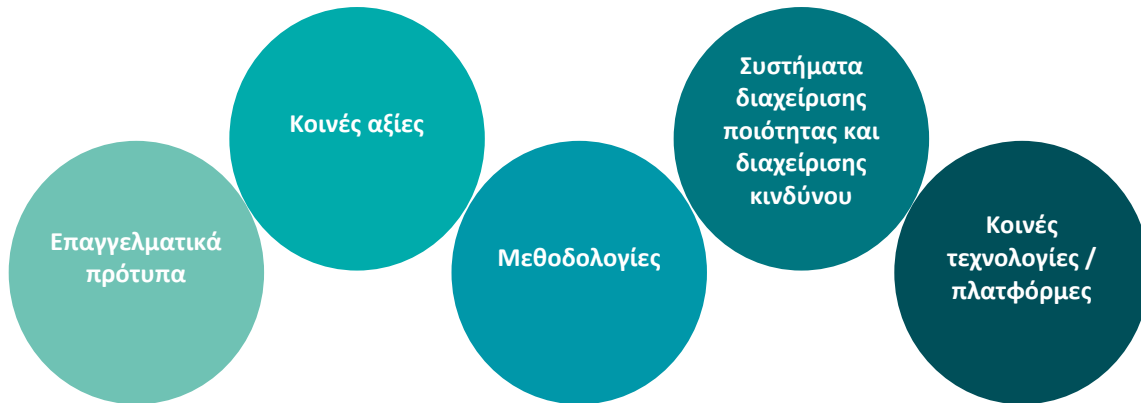 Επαγγελματικά
πρότυπα
Κοινές αξίες
Μεθοδολογίες
Συστήματα
διαχείρισης
ποιότητας και
διαχείρισης
κινδύνου
Κοινές
τεχνολογίες /
πλατφόρμες